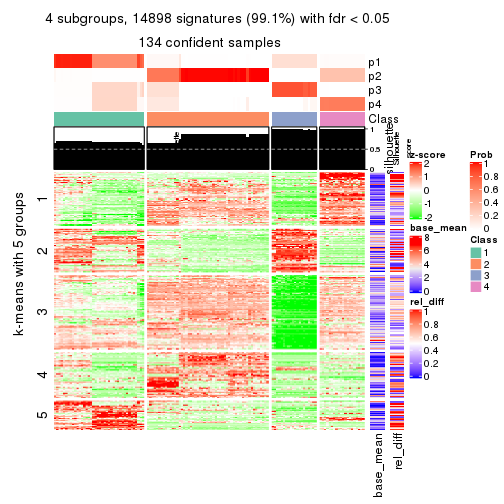 4 subgroups, 14898 signatures (99.1%) with fdr < 0.05
134 confident samples
p1
p2
p3
p4
Class
1
0.5
0
silhouette
Silhouette
score
k-means with 5 groups
1
2
3
4
5
base_mean
rel_diff
z-score
2
1
0
-1
-2
base_mean
8
6
4
2
0
rel_diff
1
0.8
0.6
0.4
0.2
0
Prob
1
0.8
0.6
0.4
0.2
0
Class
1
2
3
4